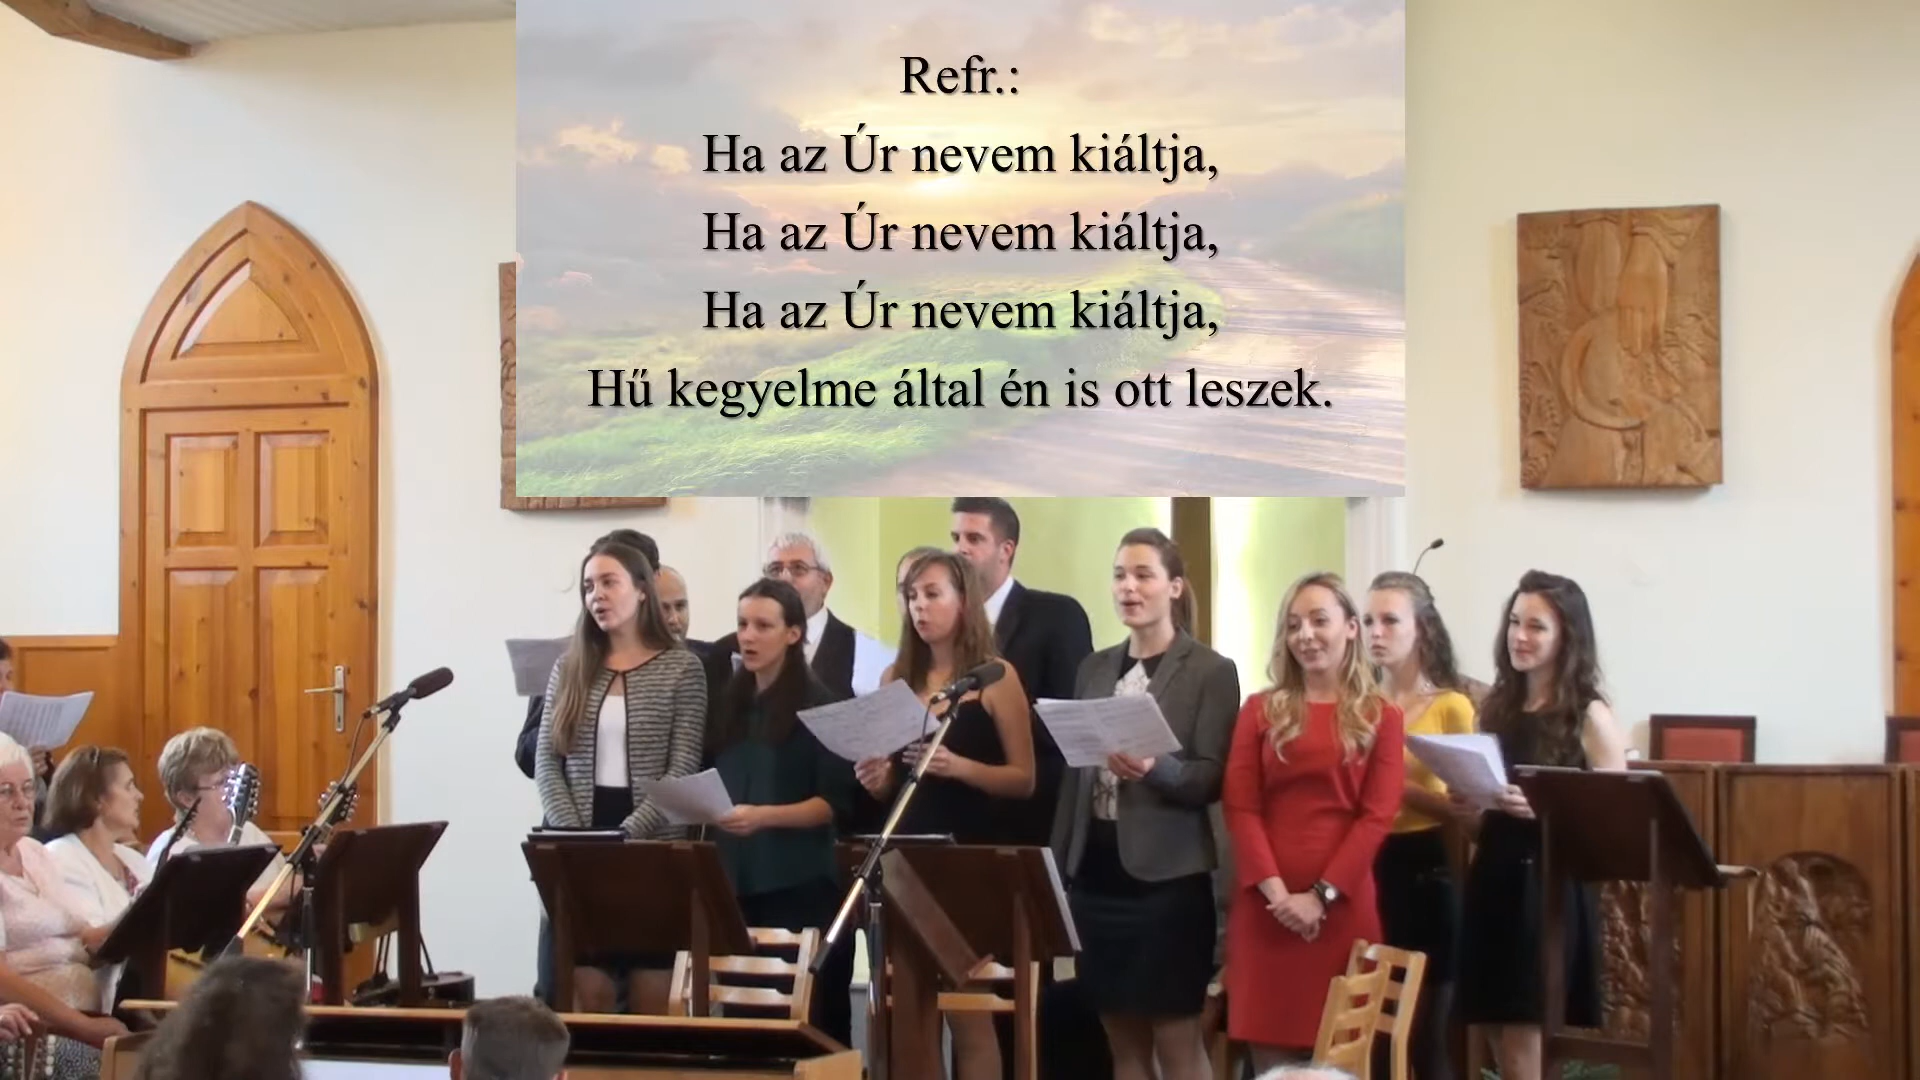 Refr.:
Ha az Úr nevem kiáltja,
Ha az Úr nevem kiáltja,
Ha az Úr nevem kiáltja,
Hű kegyelme által én is ott leszek.